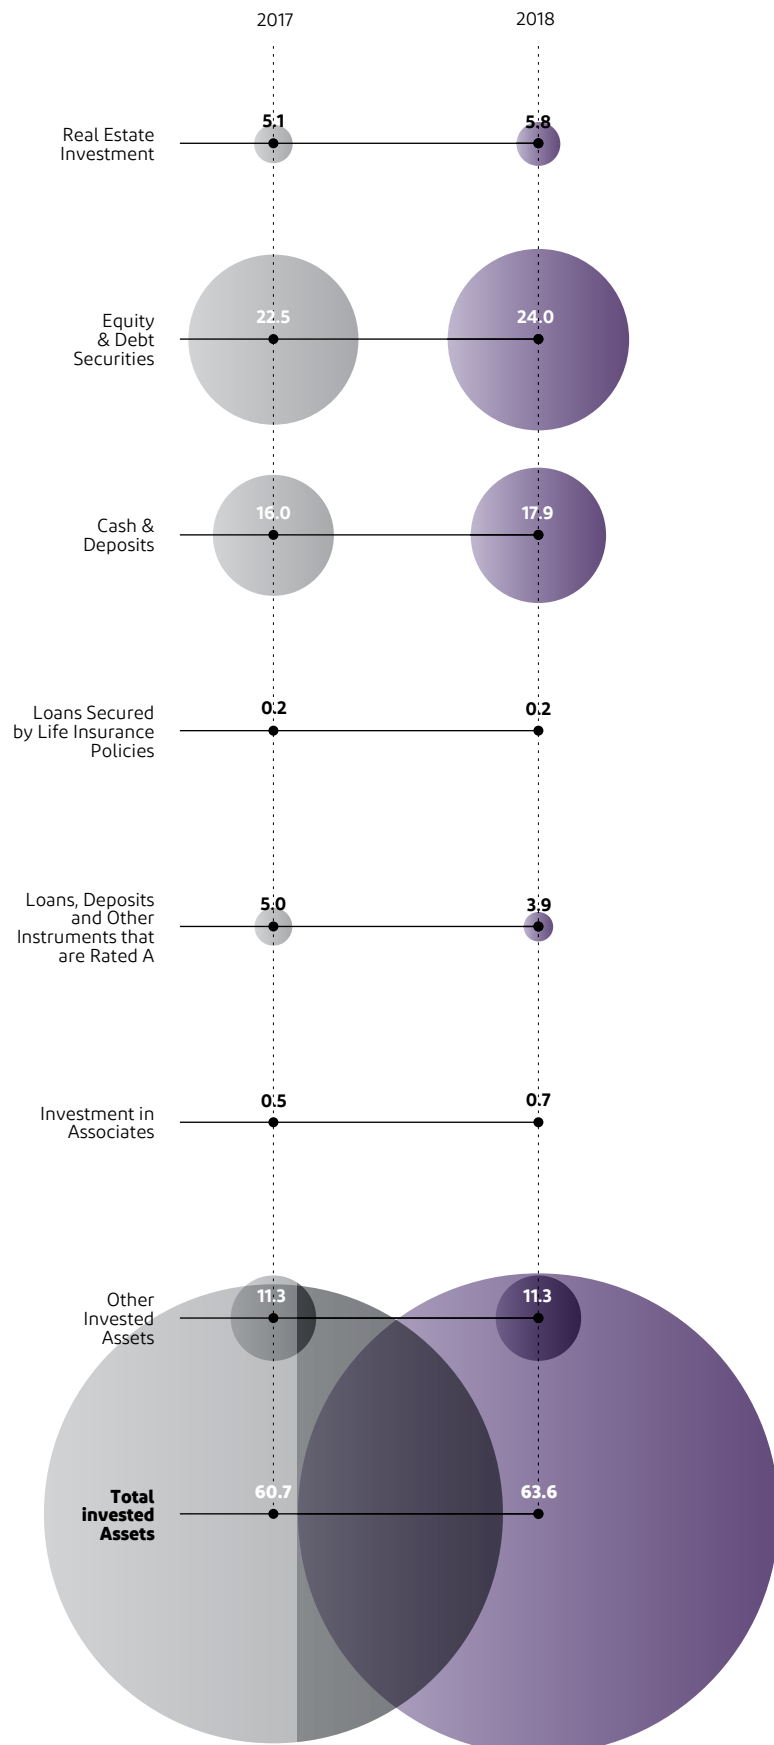 2017 2018
5.1 5.8
Real Estate
Investment
22.5 24.0
Equity
& Debt
Securities
16.0 17.9
Cash &
Deposits
0.2 0.2
Loans Secured
by Life Insurance
Policies
5.0 3.9
Loans, Deposits
and Other
Instruments that
are Rated A
0.5 0.7
Investment in
Associates
11.3 11.3
Other
Invested
Assets
60.7 63.6
Total
invested
Assets